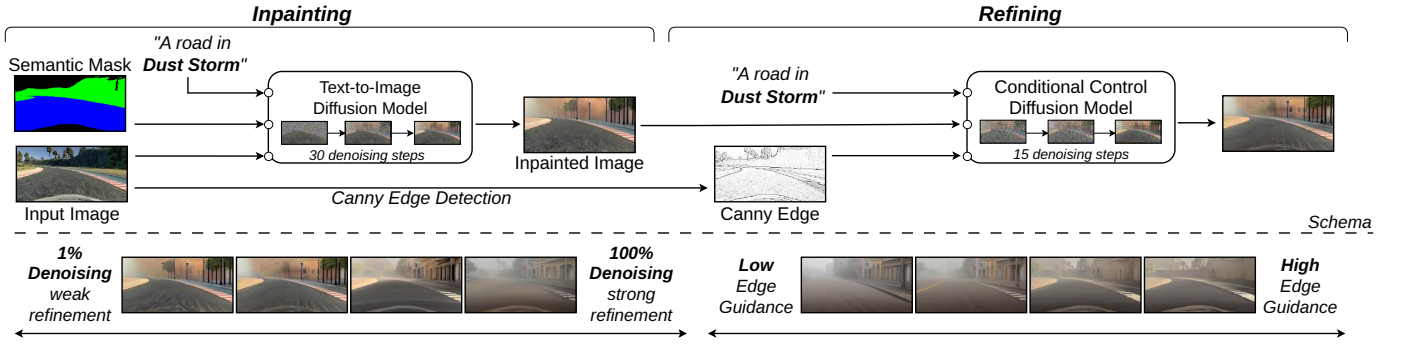 Inpainting
Refining
"A road in
Dust Storm"
Semantic Mask
Text-to-Image
Diffusion Model
30 denoising steps
Inpainted Image
Input Image
Canny Edge Detection
"A road in
Dust Storm"
Canny Edge
Conditional Control
Diffusion Model
15 denoising steps
Schema
1%
Denoising
weak
refinement
100%
Denoising
strong
refinement
Low
Edge
Guidance
High
Edge
Guidance